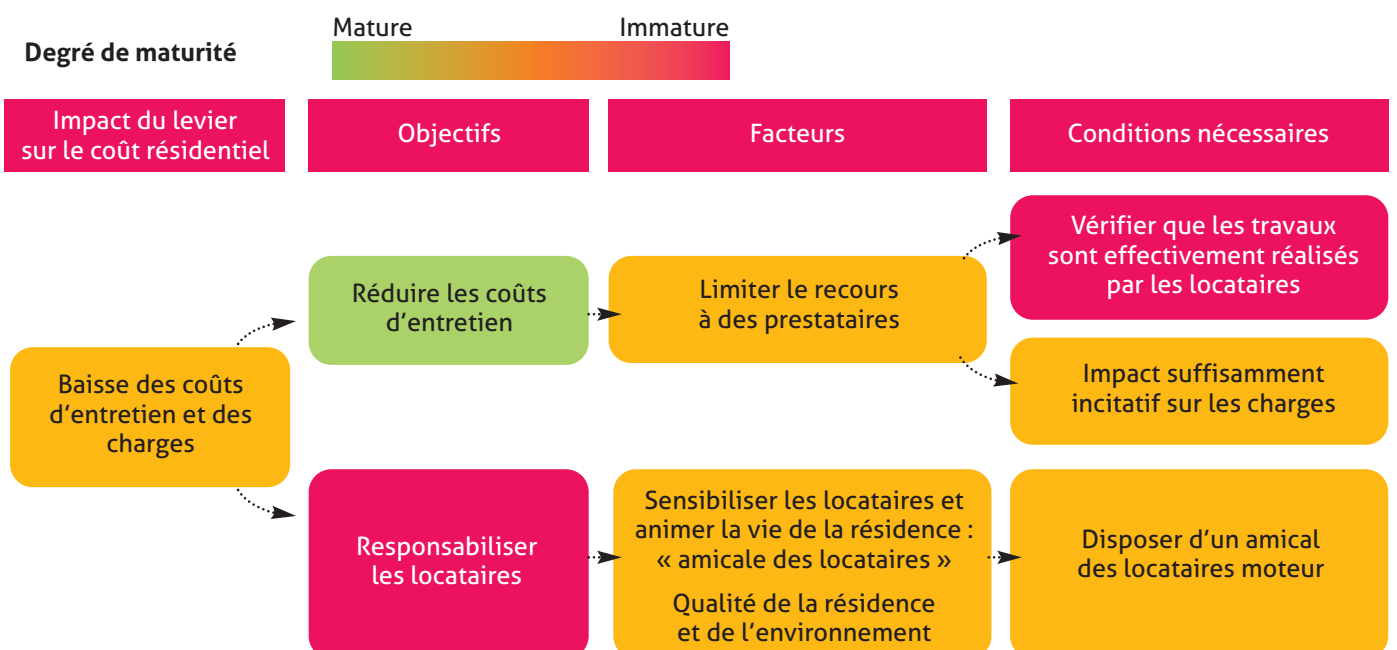 Mature
Immature
Degré de maturité
Impact du levier
sur le coût résidentiel
Objectifs
Facteurs
Conditions nécessaires
Baisse des coûts
d'entretien et des
charges
Réduire les coûts
d'entretien
Limiter le recours
à des prestataires
Vérifier que les travaux
sont effectivement réalisés
par les locataires
Impact suffisamment
incitatif sur les charges
Responsabiliser
les locataires
Sensibiliser les locataires et
animer la vie de la résidence :
« amicale des locataires »
Qualité de la résidence
et de l'environnement
Disposer d'un amical
des locataires moteur